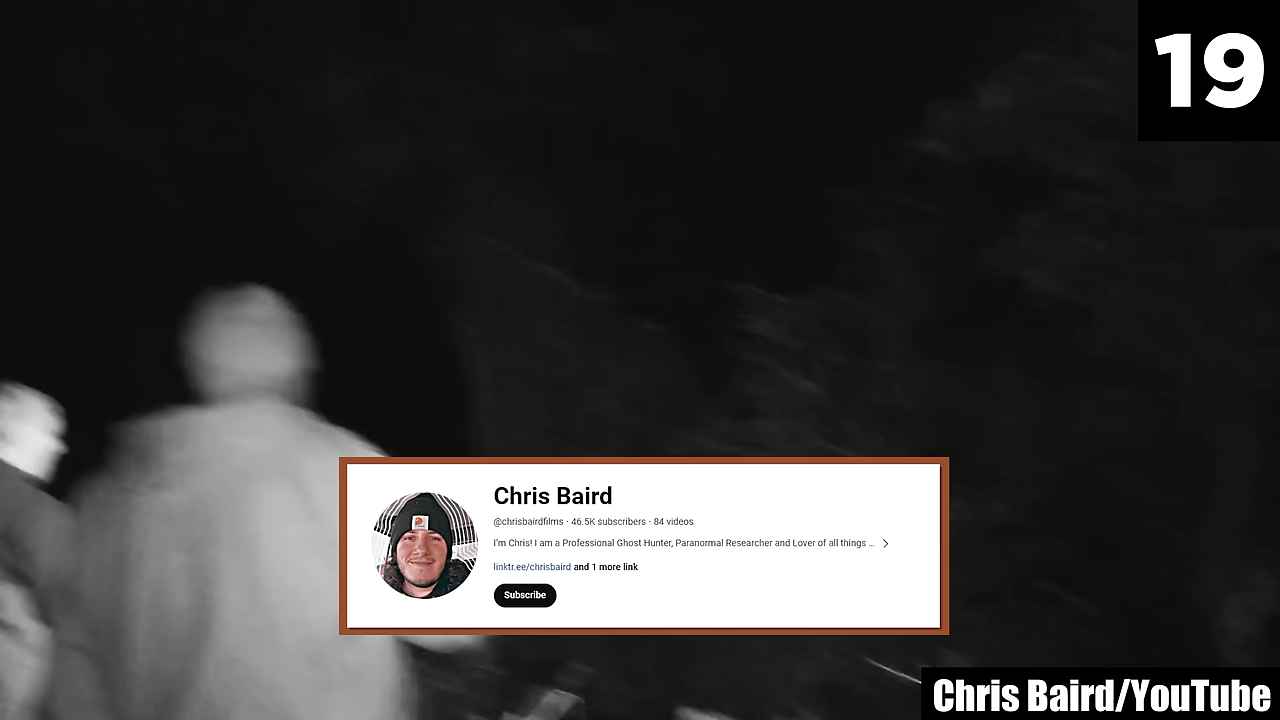 19
Chris Baird
@chrisbairdfilms · 46.5K subscribers · 84 videos
I'm Chris! I am a Professional Ghost Hunter, Paranormal Researcher and Lover of all things ...
linktr.ee/chrisbaird and 1 more link
Subscribe
Chris Baird/YouTube